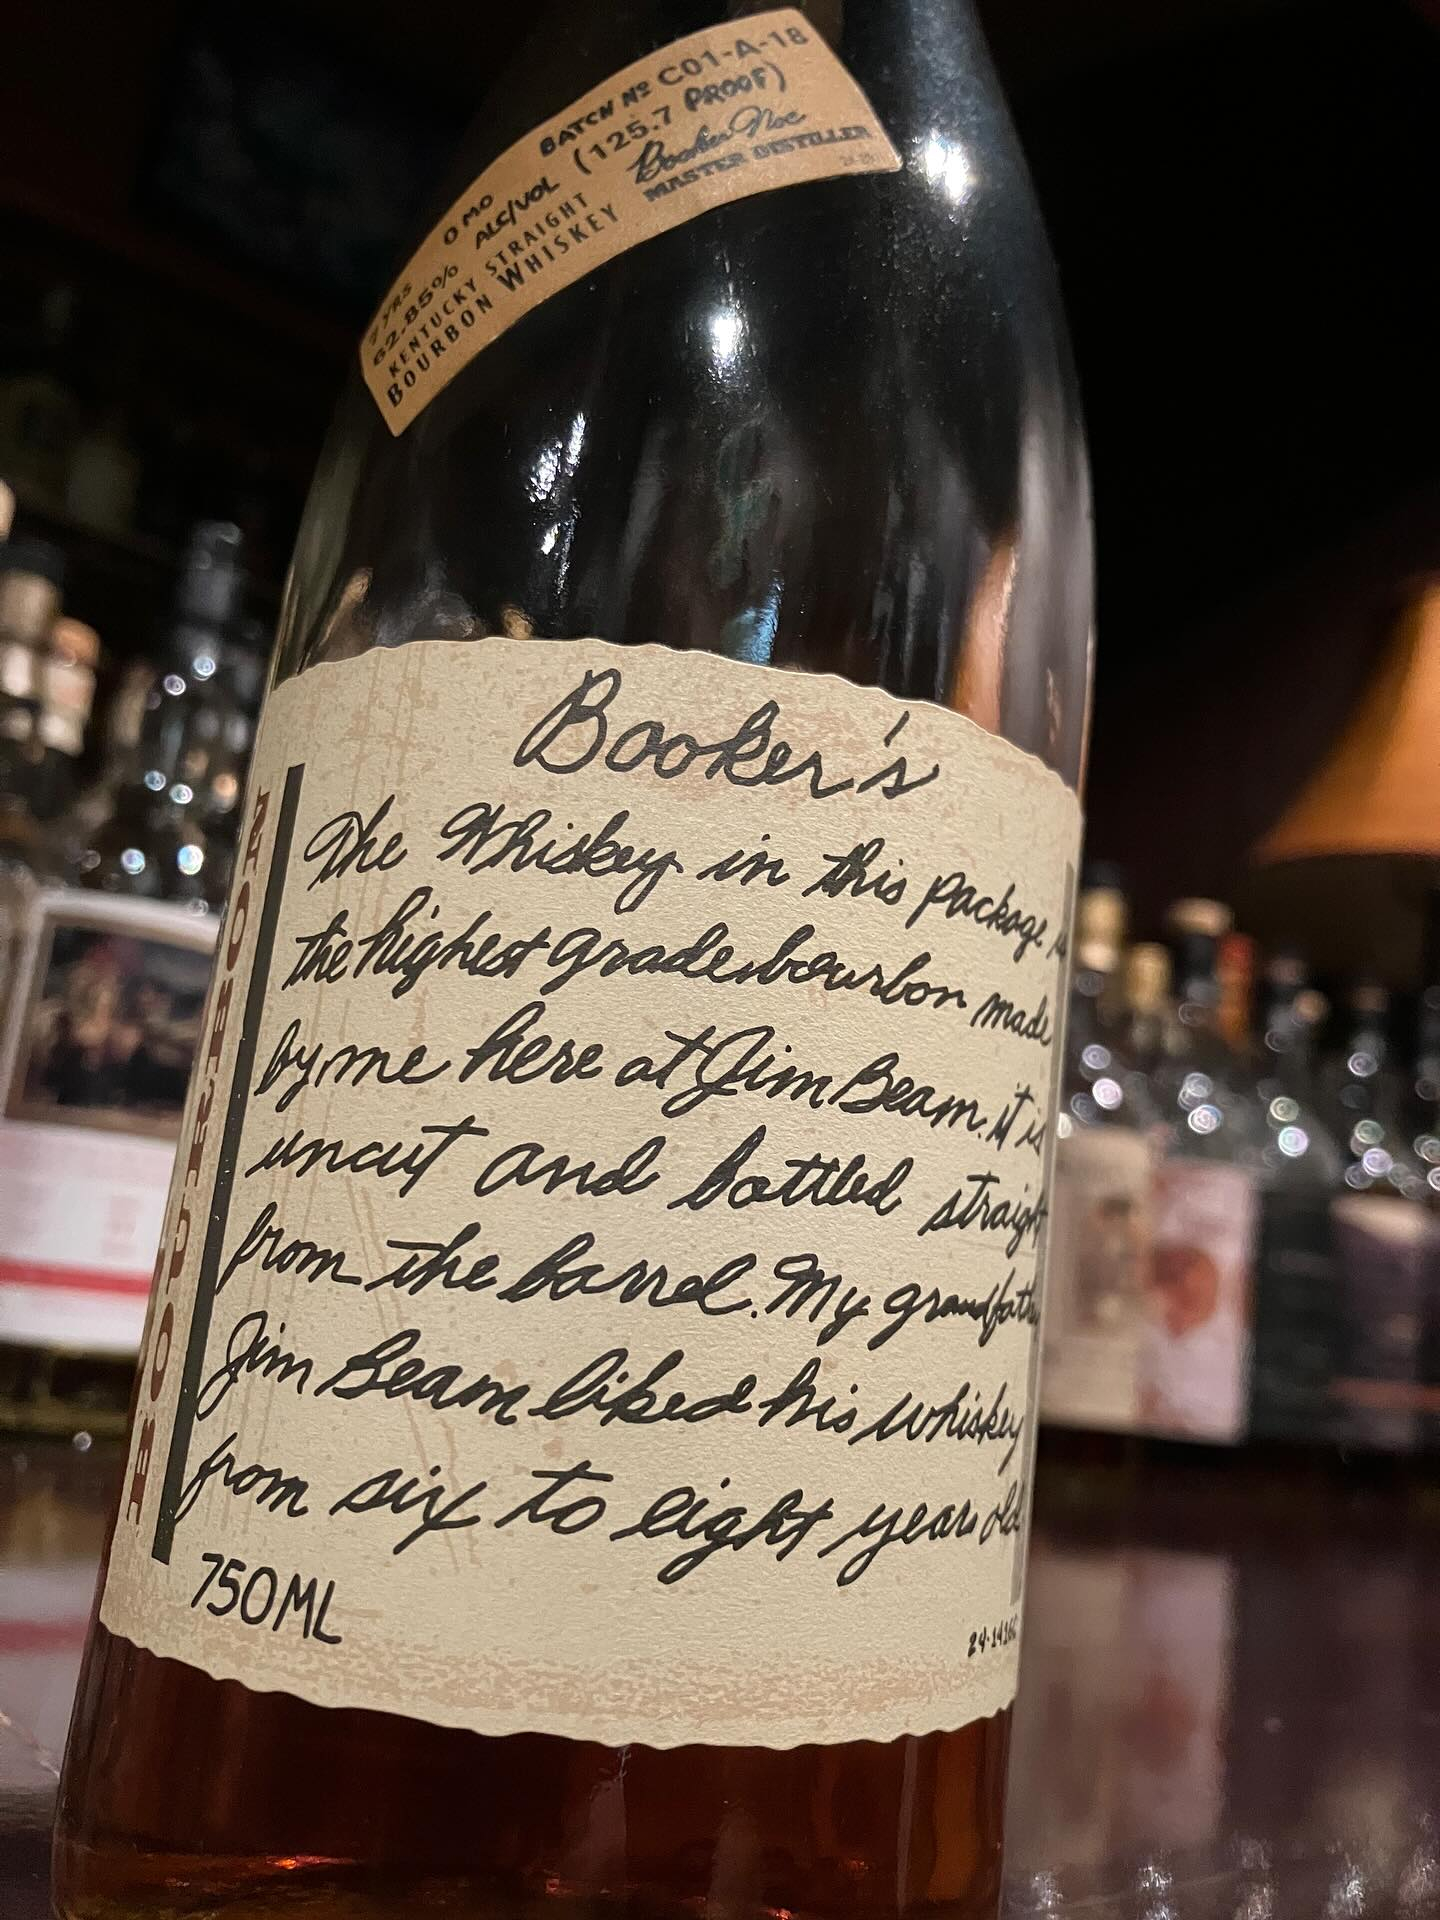 BATCH Nº C01-A-18
7 YRS 0 MO
62.85% ALC/VOL (125.7 PROOF)
KENTUCKY STRAIGHT
BOURBON WHISKEY
Booker Noe
MASTER DISTILLER
Booker's
The Whiskey in this package is
the highest grade bourbon made
by me here at Jim Beam. it is
uncut and bottled straight
from the barrel. My grandfather
Jim Beam liked his whiskey
from six to eight years old
750ML